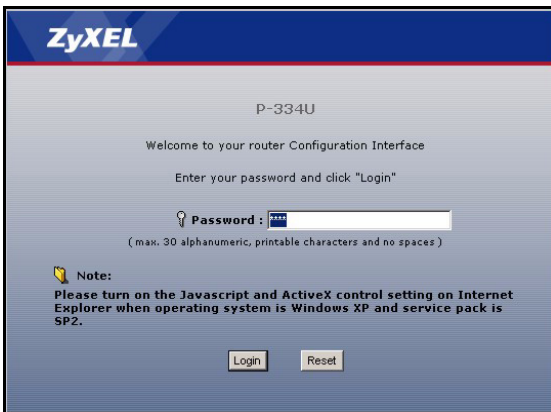 ZyXEL
P-334U
Welcome to your router Configuration Interface
Enter your password and click "Login"
Password : ****
( max. 30 alphanumeric, printable characters and no spaces )
Note:
Please turn on the Javascript and ActiveX control setting on Internet
Explorer when operating system is Windows XP and service pack is
SP2.
Login Reset